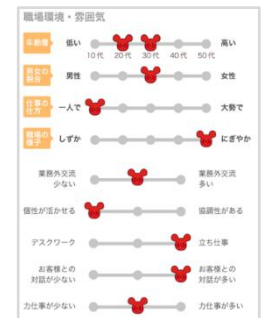 職場環境・雰囲気
年齢層 低い 高い
10代 20代 30代 40代 50代
男女の
割合 男性 女性
仕事の
仕方 一人で 大勢で
職場の
様子 しずか にぎやか
業務外交流
少ない
業務外交流
多い
個性が活かせる 協調性がある
デスクワーク 立ち仕事
お客様との
対話が少ない
お客様との
対話が多い
力仕事が少ない 力仕事が多い